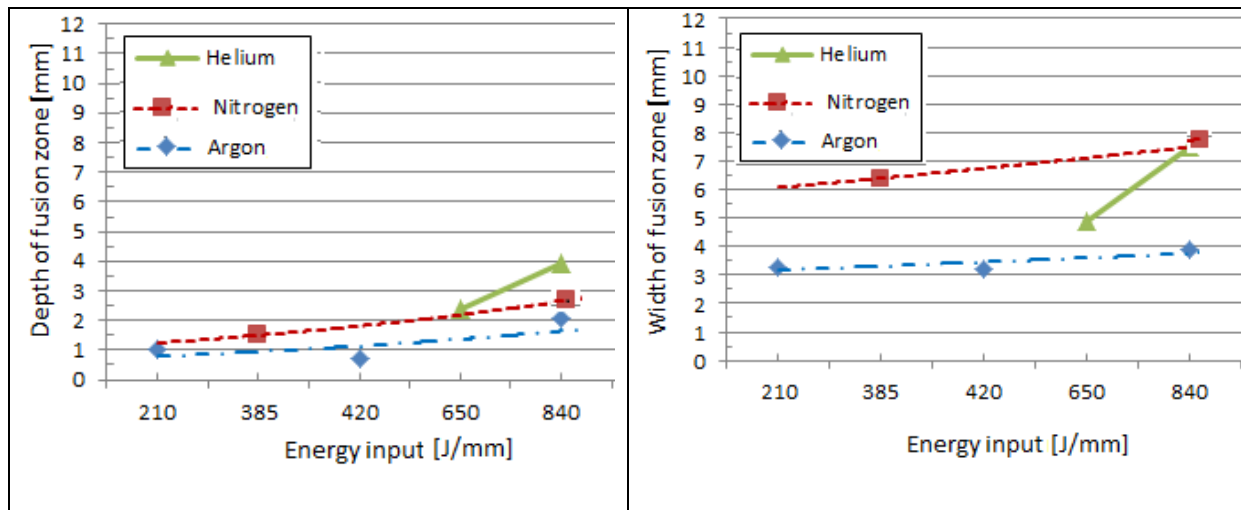 Depth of fusion zone [mm]
12
11
10
9
8
7
6
5
4
3
2
1
0
Helium
Nitrogen
Argon
210 385 420 650 840
Energy input [J/mm]
Width of fusion zone [mm]
12
11
10
9
8
7
6
5
4
3
2
1
0
Helium
Nitrogen
Argon
210 385 420 650 840
Energy input [J/mm]